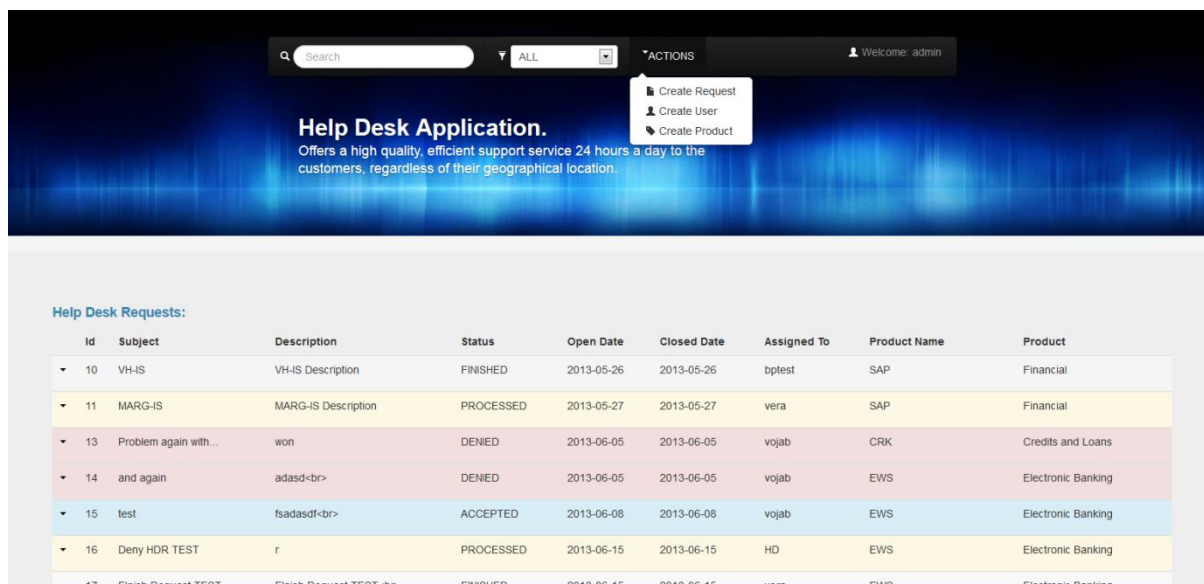 Search
ALL
ACTIONS
Welcome: admin
Create Request
Create User
Create Product
Help Desk Application.
Offers a high quality, efficient support service 24 hours a day to the
customers, regardless of their geographical location.
Help Desk Requests:
Id Subject Description Status Open Date Closed Date Assigned To Product Name Product
10 VH-IS VH-IS Description FINISHED 2013-05-26 2013-05-26 bptest SAP Financial
11 MARG-IS MARG-IS Description PROCESSED 2013-05-27 2013-05-27 vera SAP Financial
13 Problem again with... won DENIED 2013-06-05 2013-06-05 vojab CRK Credits and Loans
14 and again adasd<br> DENIED 2013-06-05 2013-06-05 vojab EWS Electronic Banking
15 test fsadasdf<br> ACCEPTED 2013-06-08 2013-06-08 vojab EWS Electronic Banking
16 Deny HDR TEST r PROCESSED 2013-06-15 2013-06-15 HD EWS Electronic Banking